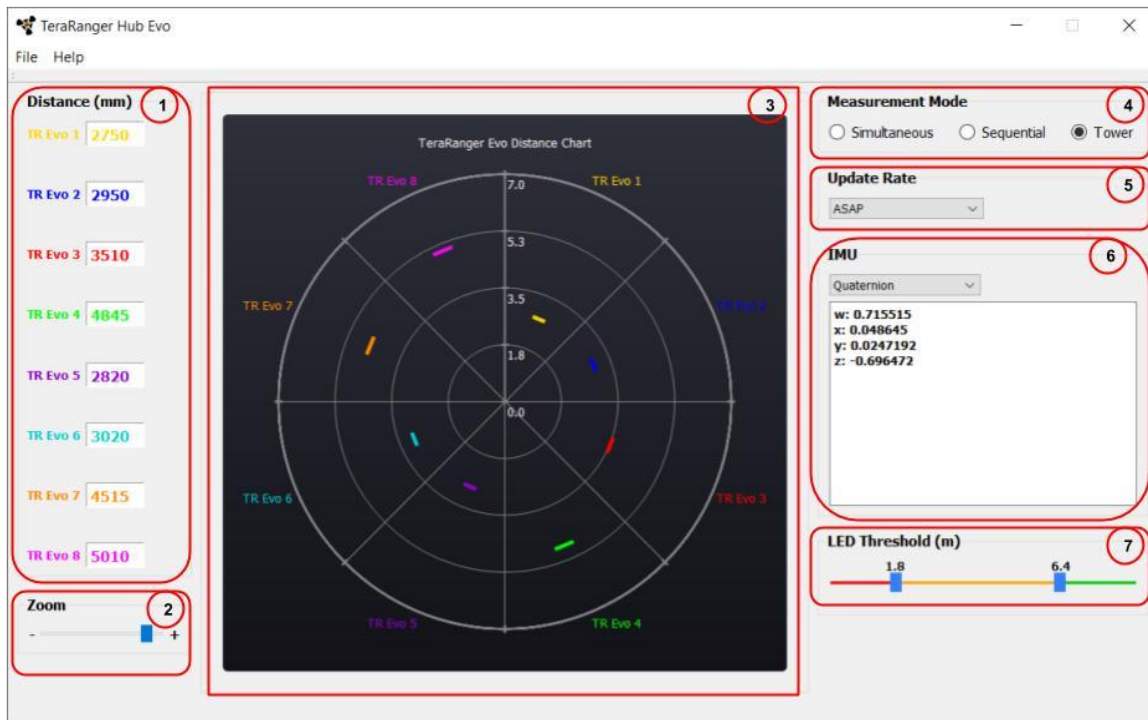 TeraRanger Hub Evo
File Help
Distance (mm) 1
TR Evo 1 2750
TR Evo 2 2950
TR Evo 3 3510
TR Evo 4 4845
TR Evo 5 2820
TR Evo 6 3020
TR Evo 7 4515
TR Evo 8 5010
Zoom 2
- +
3
TeraRanger Evo Distance Chart
TR Evo 8 TR Evo 1
7.0
5.3
TR Evo 7 3.5 TR Evo 2
1.8
0.0
TR Evo 6 TR Evo 3
TR Evo 5 TR Evo 4
Measurement Mode 4
Simultaneous Sequential Tower
Update Rate 5
ASAP
IMU 6
Quaternion
w: 0.715515
x: 0.048645
y: 0.0247192
z: -0.696472
LED Threshold (m) 7
1.8 6.4